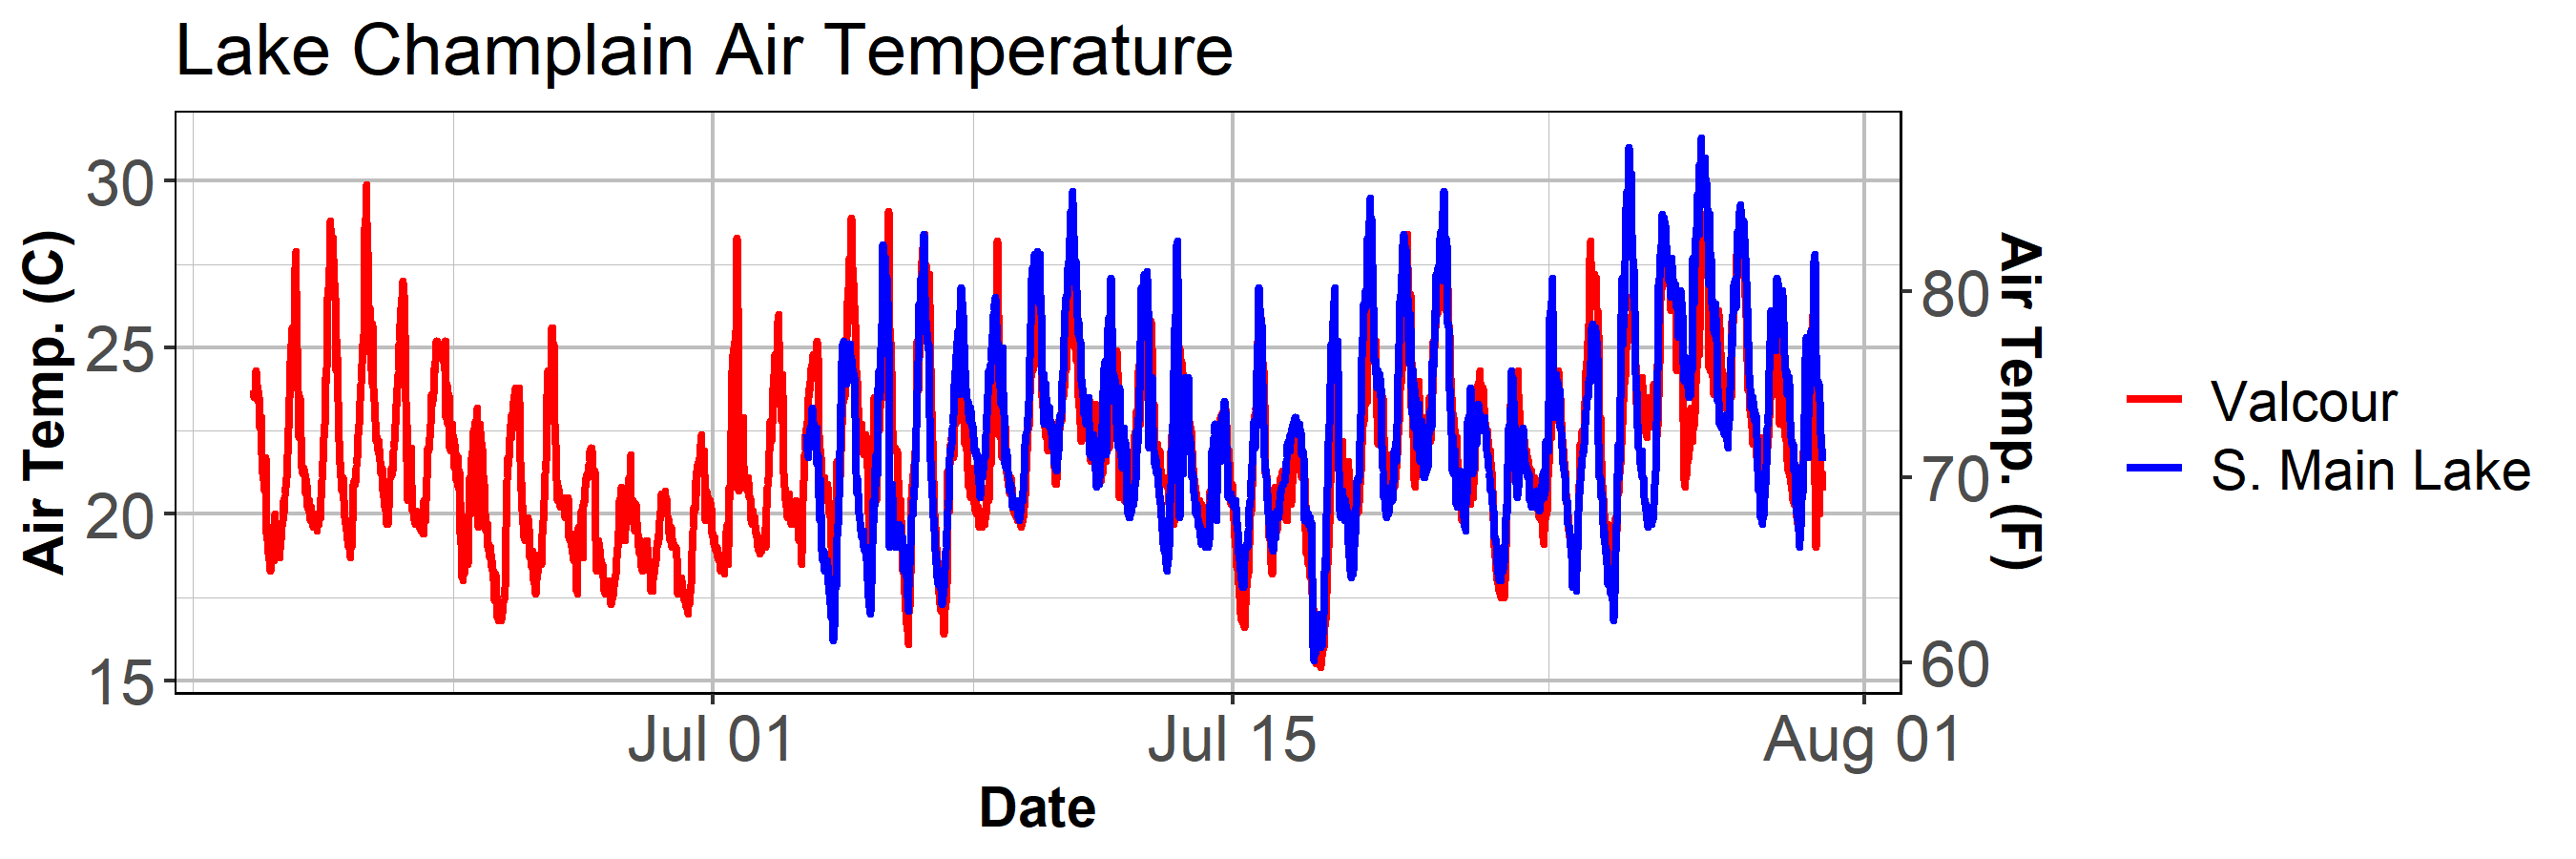 Lake Champlain Air Temperature
Air Temp. (C)
30
25
20
15
Air Temp. (F)
80
70
60
Jul 01
Jul 15
Aug 01
Date
Valcour
S. Main Lake